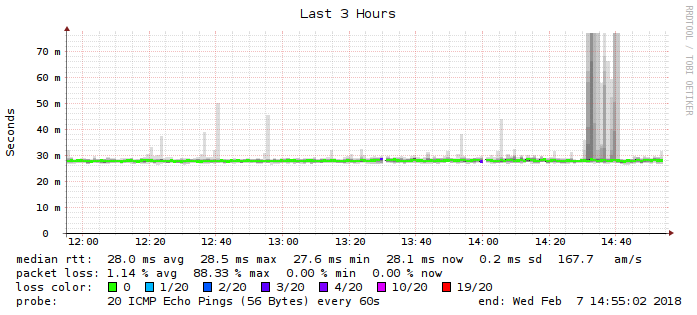 Last 3 Hours
RRDTOOL / TOBI OETIKER
Seconds
70 m
60 m
50 m
40 m
30 m
20 m
10 m
0
12:00 12:20 12:40 13:00 13:20 13:40 14:00 14:20 14:40
median rtt: 28.0 ms avg 28.5 ms max 27.6 ms min 28.1 ms now 0.2 ms sd 167.7 am/s
packet loss: 1.14 % avg 88.33 % max 0.00 % min 0.00 % now
loss color: 0 1/20 2/20 3/20 4/20 10/20 19/20
probe: 20 ICMP Echo Pings (56 Bytes) every 60s end: Wed Feb 7 14:55:02 2018